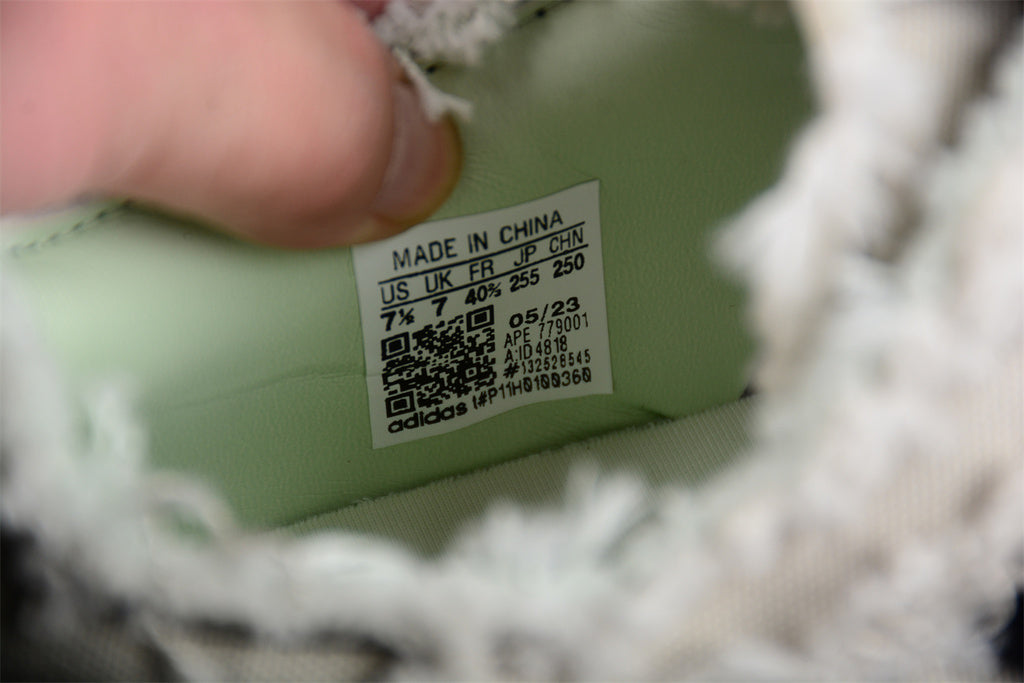 MADE IN CHINA
US UK FR JP CHN
7½ 7 40⅔ 255 250
05/23
APE 779001
A:ID4818
#132528545
adidas I#P11H0100360